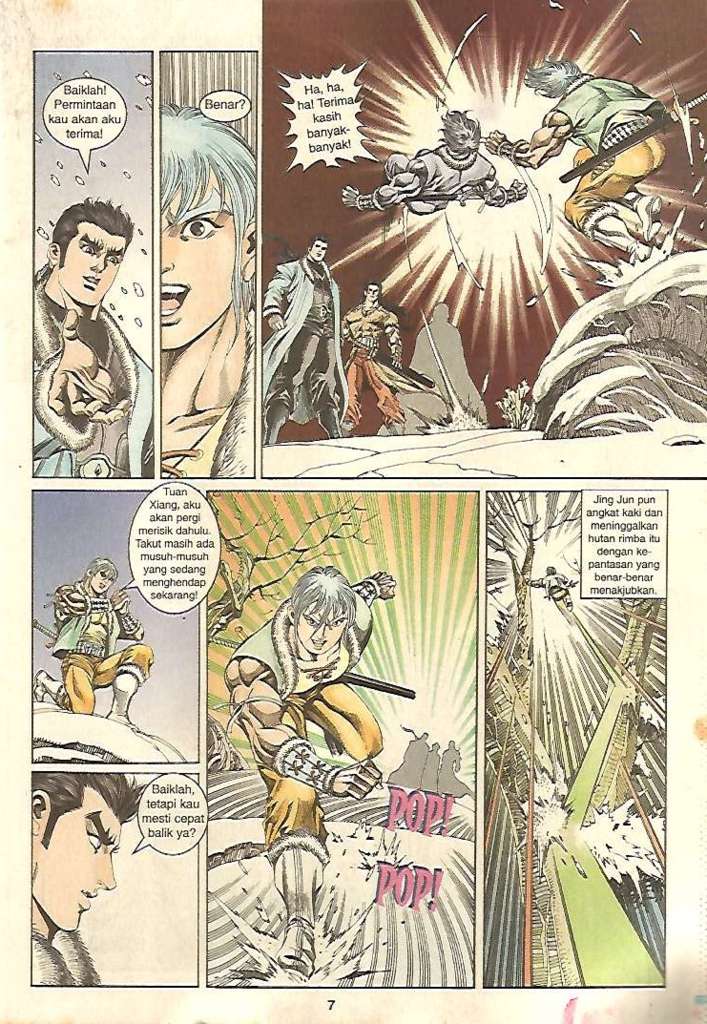 Baiklah!
Permintaan
kau akan aku
terima!
Benar?
Ha, ha,
ha! Terima
kasih
banyak-
banyak!
Tuan
Xiang, aku
akan pergi
merisik dahulu.
Takut masih ada
musuh-musuh
yang sedang
menghendap
sekarang!
Baiklah,
tetapi kau
mesti cepat
balik ya?
POP!
POP!
Jing Jun pun
angkat kaki dan
meninggalkan
hutan rimba itu
dengan ke-
pantasan yang
benar-benar
menakjubkan.
7